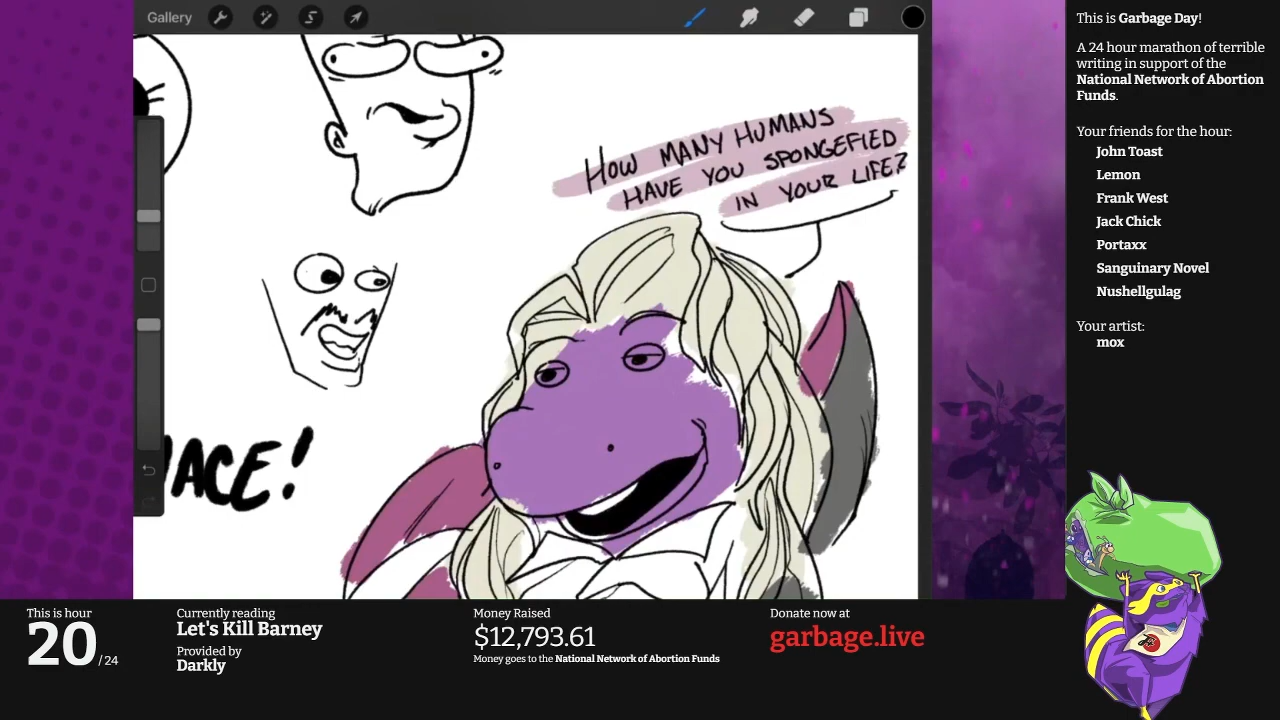 Gallery
HOW MANY HUMANS
HAVE YOU SPONGEFIED
IN YOUR LIFE?
ACE!
This is Garbage Day!
A 24 hour marathon of terrible
writing in support of the
National Network of Abortion
Funds.
Your friends for the hour:
John Toast
Lemon
Frank West
Jack Chick
Portaxx
Sanguinary Novel
Nushellgulag
Your artist:
mox
This is hour
20/24
Currently reading
Let's Kill Barney
Provided by
Darkly
Money Raised
$12,793.61
Money goes to the National Network of Abortion Funds
Donate now at
garbage.live